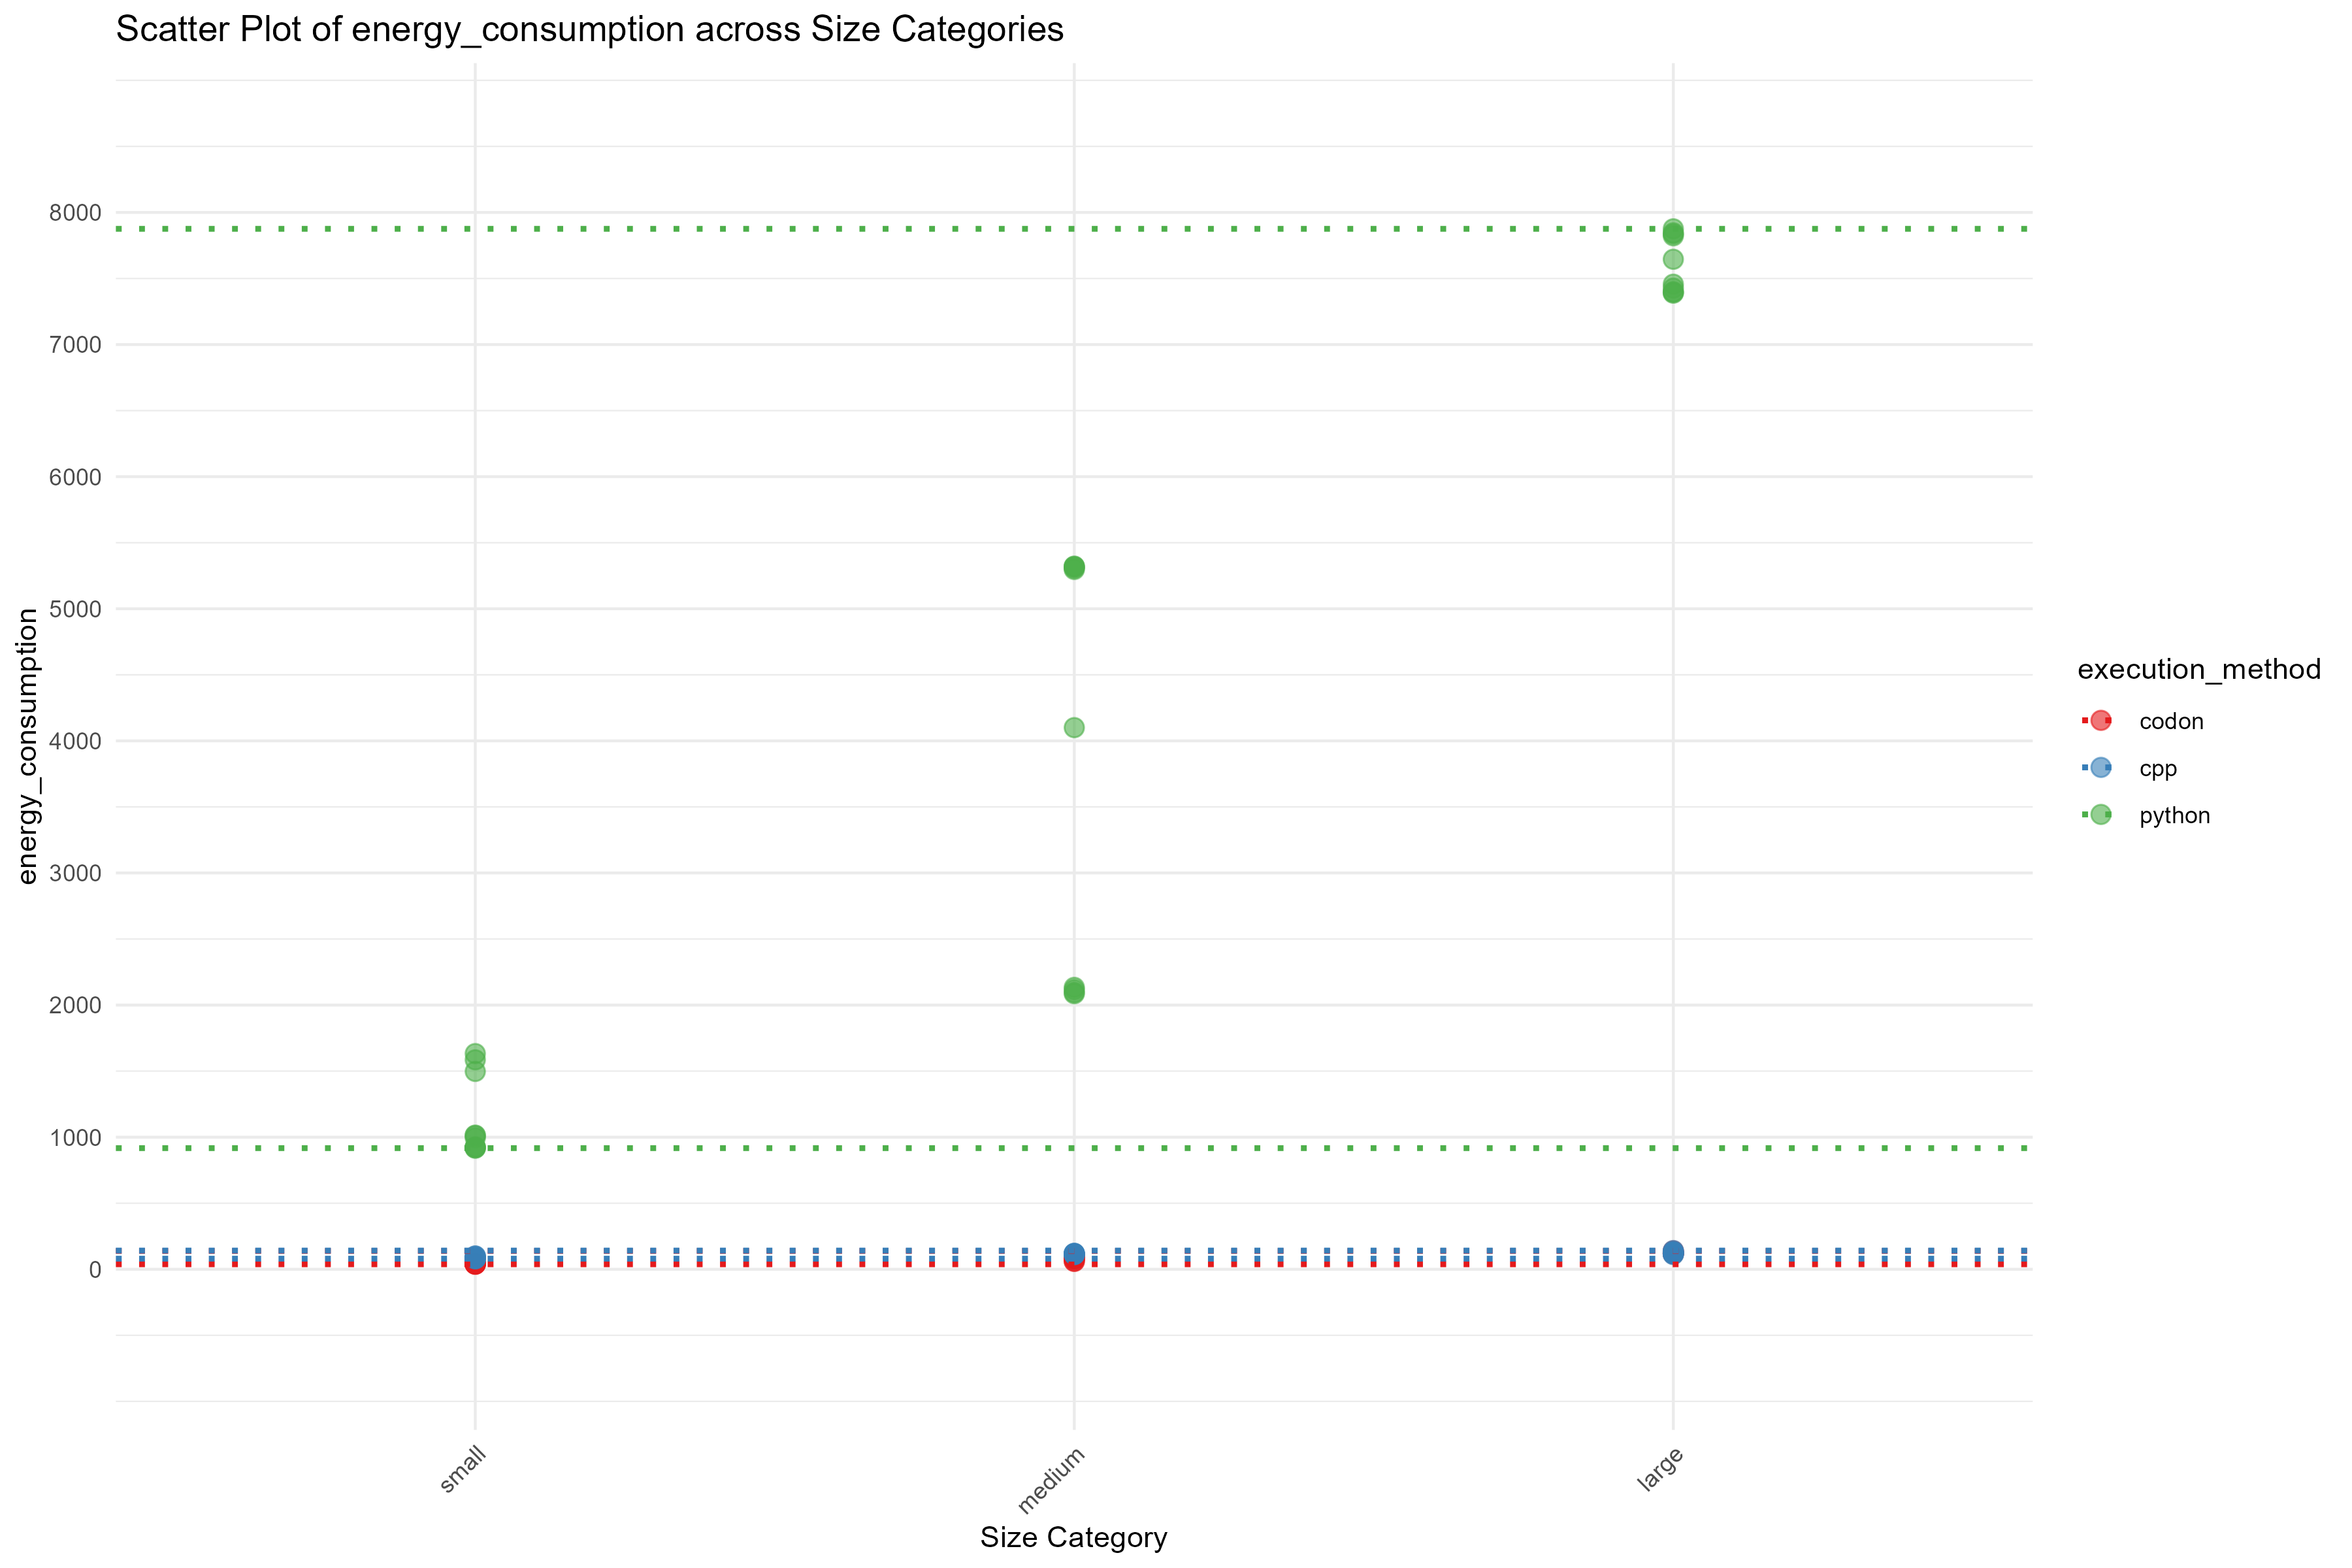 Scatter Plot of energy_consumption across Size Categories
energy_consumption
8000
7000
6000
5000
4000
3000
2000
1000
0
small
medium
large
Size Category
execution_method
codon
cpp
python